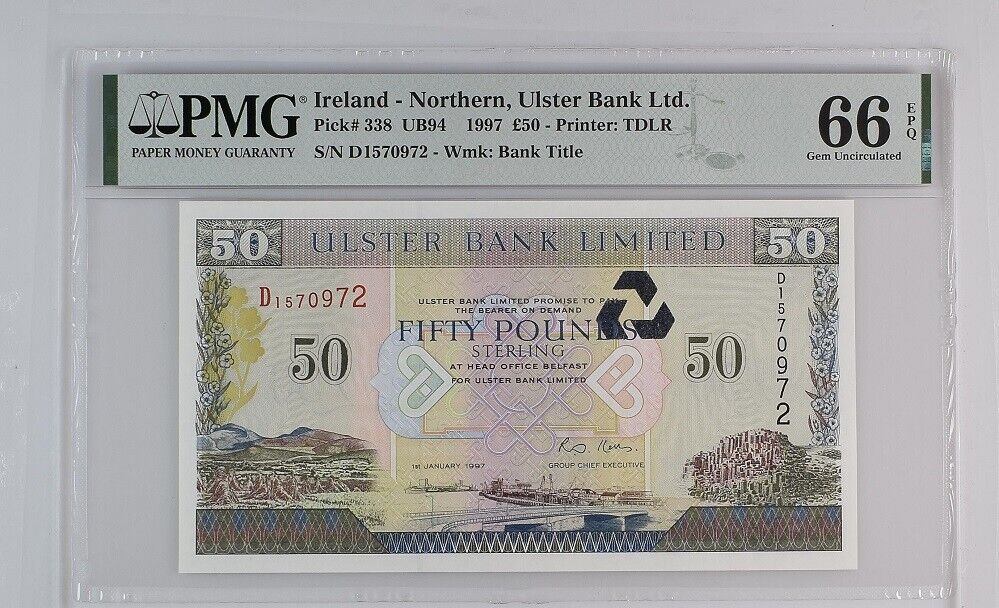 PMG®
PAPER MONEY GUARANTY
Ireland - Northern, Ulster Bank Ltd.
Pick# 338 UB94 1997 £50 - Printer: TDLR
S/N D1570972 - Wmk: Bank Title
66 EPQ
Gem Uncirculated
50 ULSTER BANK LIMITED 50
D1570972
D1570972
ULSTER BANK LIMITED PROMISE TO PAY
THE BEARER ON DEMAND
FIFTY POUNDS
STERLING
50 50
AT HEAD OFFICE BELFAST
FOR ULSTER BANK LIMITED
1ST JANUARY 1997
GROUP CHIEF EXECUTIVE